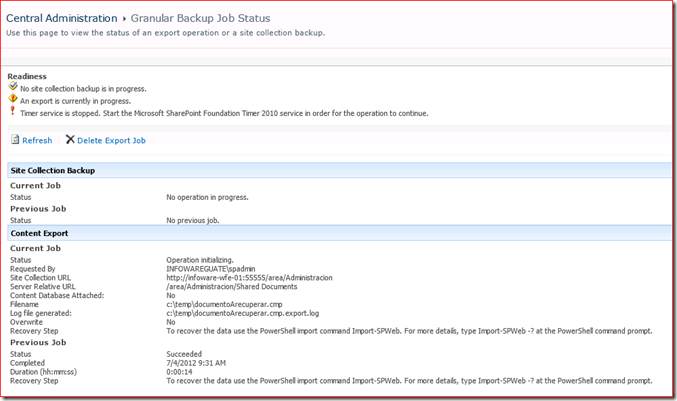 Central Administration ▸ Granular Backup Job Status
Use this page to view the status of an export operation or a site collection backup.
Readiness
No site collection backup is in progress.
An export is currently in progress.
Timer service is stopped. Start the Microsoft SharePoint Foundation Timer 2010 service in order for the operation to continue.
Refresh Delete Export Job
Site Collection Backup
Current Job
Status No operation in progress.
Previous Job
Status No previous job.
Content Export
Current Job
Status Operation initializing.
Requested By INFOWAREGUATE\spadmin
Site Collection URL http://infoware-wfe-01:55555/area/Administracion
Server Relative URL /area/Administracion/Shared Documents
Content Database Attached: No
Filename c:\temp\documentoArecuperar.cmp
Log file generated: c:\temp\documentoArecuperar.cmp.export.log
Overwrite No
Recovery Step To recover the data use the PowerShell import command Import-SPWeb. For more details, type Import-SPWeb -? at the PowerShell command prompt.
Previous Job
Status Succeeded
Completed 7/4/2012 9:31 AM
Duration (hh:mm:ss) 0:00:14
Recovery Step To recover the data use the PowerShell import command Import-SPWeb. For more details, type Import-SPWeb -? at the PowerShell command prompt.